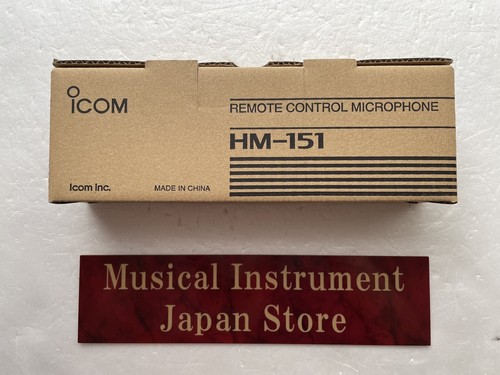 ICOM
REMOTE CONTROL MICROPHONE
HM-151
Icom inc.
MADE IN CHINA
Musical Instrument
Japan Store